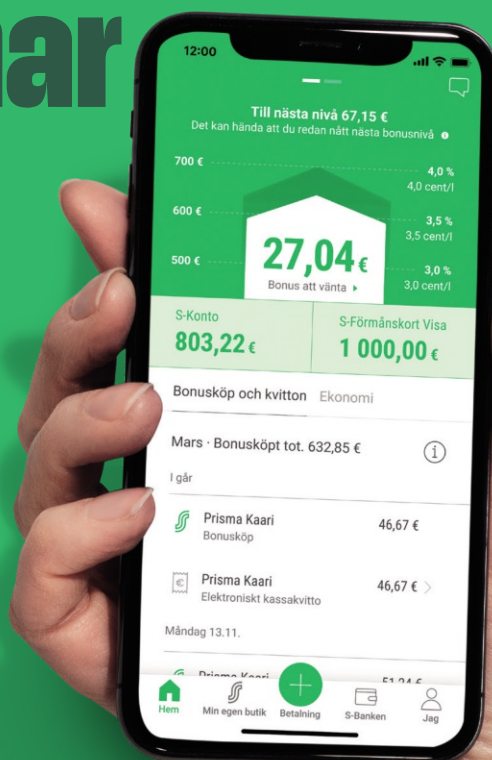 nar
12:00
Till nästa nivå 67,15 €
Det kan hända att du redan nått nästa bonusnivå
700 €
4,0 %
4,0 cent/l
600 €
3,5 %
3,5 cent/l
500 €
3,0 %
3,0 cent/l
27,04 €
Bonus att vänta
S-Konto
803,22 €
S-Förmånskort Visa
1 000,00 €
Bonusköp och kvitton Ekonomi
Mars · Bonusköpt tot. 632,85 €
I går
Prisma Kaari 46,67 €
Bonusköp
Prisma Kaari 46,67 €
Elektroniskt kassakvitto
Måndag 13.11.
Prisma Kaari 51,24 €
Hem Min egen butik Betalning S-Banken Jag